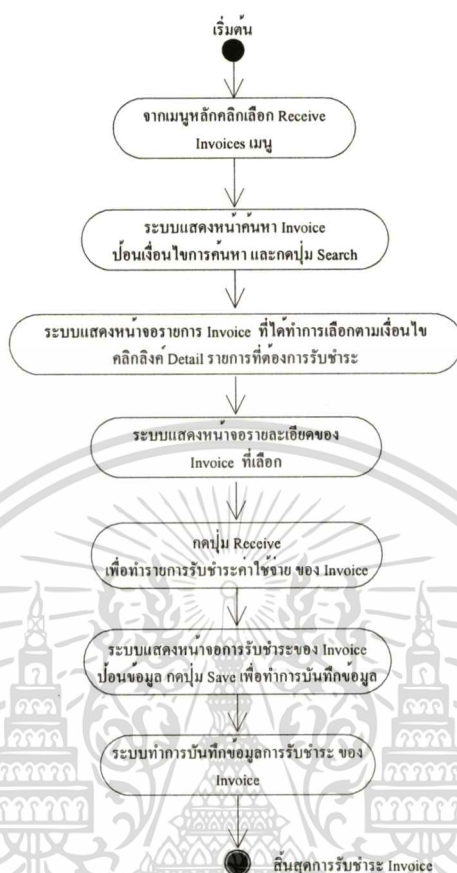 เริ่มต้น
จากเมนูหลักคลิกเลือก Receive
Invoices เมนู
ระบบแสดงหน้าค้นหา Invoice
ป้อนเงื่อนไขการค้นหา และกดปุ่ม Search
ระบบแสดงหน้าจอรายการ Invoice ที่ได้ทำการเลือกตามเงื่อนไข
คลิกลิงค์ Detail รายการที่ต้องการรับชำระ
ระบบแสดงหน้าจอรายละเอียดของ
Invoice ที่เลือก
กดปุ่ม Receive
เพื่อทำรายการรับชำระค่าใช้จ่าย ของ Invoice
ระบบแสดงหน้าจอการรับชำระของ Invoice
ป้อนข้อมูล กดปุ่ม Save เพื่อทำการบันทึกข้อมูล
ระบบทำการบันทึกข้อมูลการรับชำระ ของ
Invoice
สิ้นสุดการรับชำระ Invoice